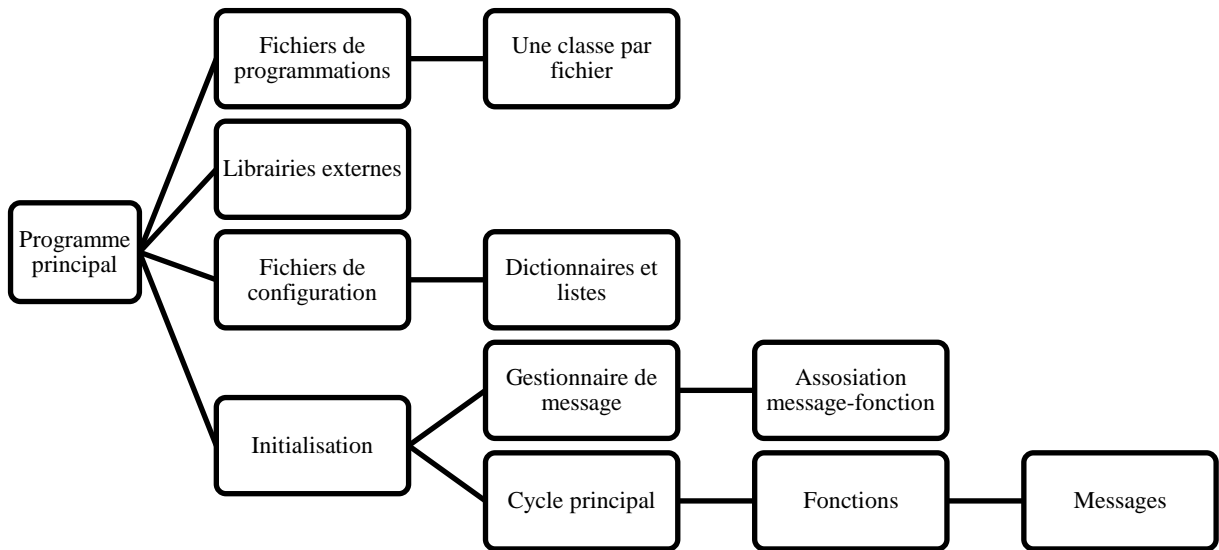 Fichiers de
programmations
Une classe par
fichier
Librairies externes
Programme
principal
Fichiers de
configuration
Dictionnaires et
listes
Gestionnaire de
message
Assosiation
message-fonction
Initialisation
Cycle principal
Fonctions
Messages